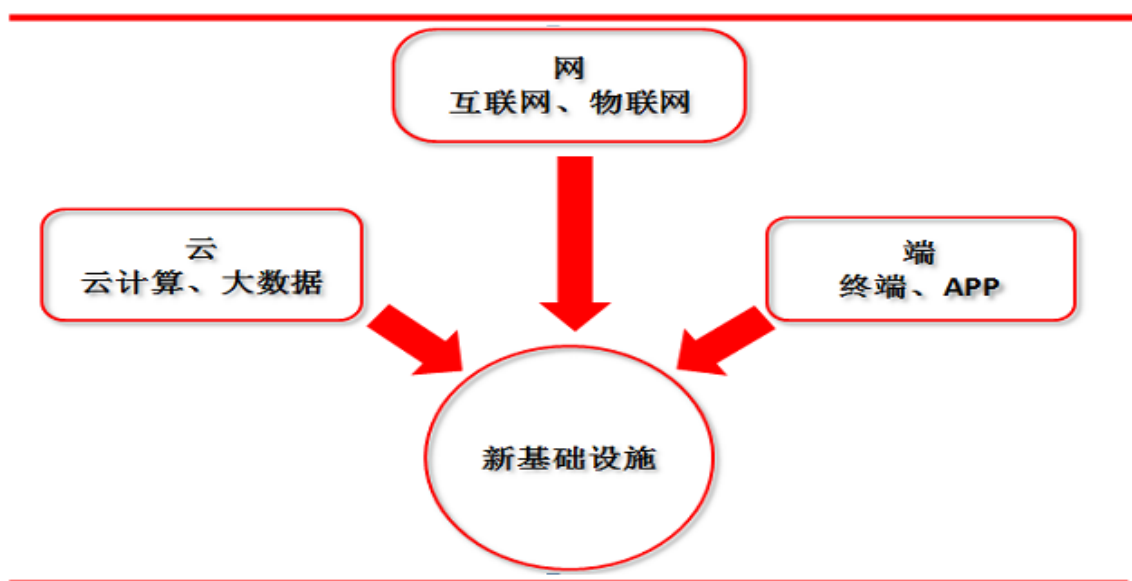 网
互联网、物联网
云
云计算、大数据
端
终端、APP
新基础设施